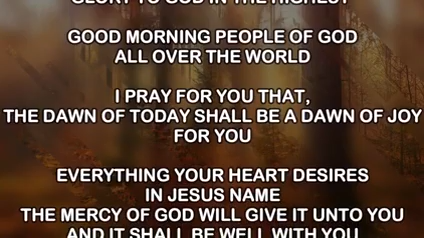 GLORY TO GOD IN THE HIGHEST
GOOD MORNING PEOPLE OF GOD
ALL OVER THE WORLD
I PRAY FOR YOU THAT,
THE DAWN OF TODAY SHALL BE A DAWN OF JOY
FOR YOU
EVERYTHING YOUR HEART DESIRES
IN JESUS NAME
THE MERCY OF GOD WILL GIVE IT UNTO YOU
AND IT SHALL BE WELL WITH YOU